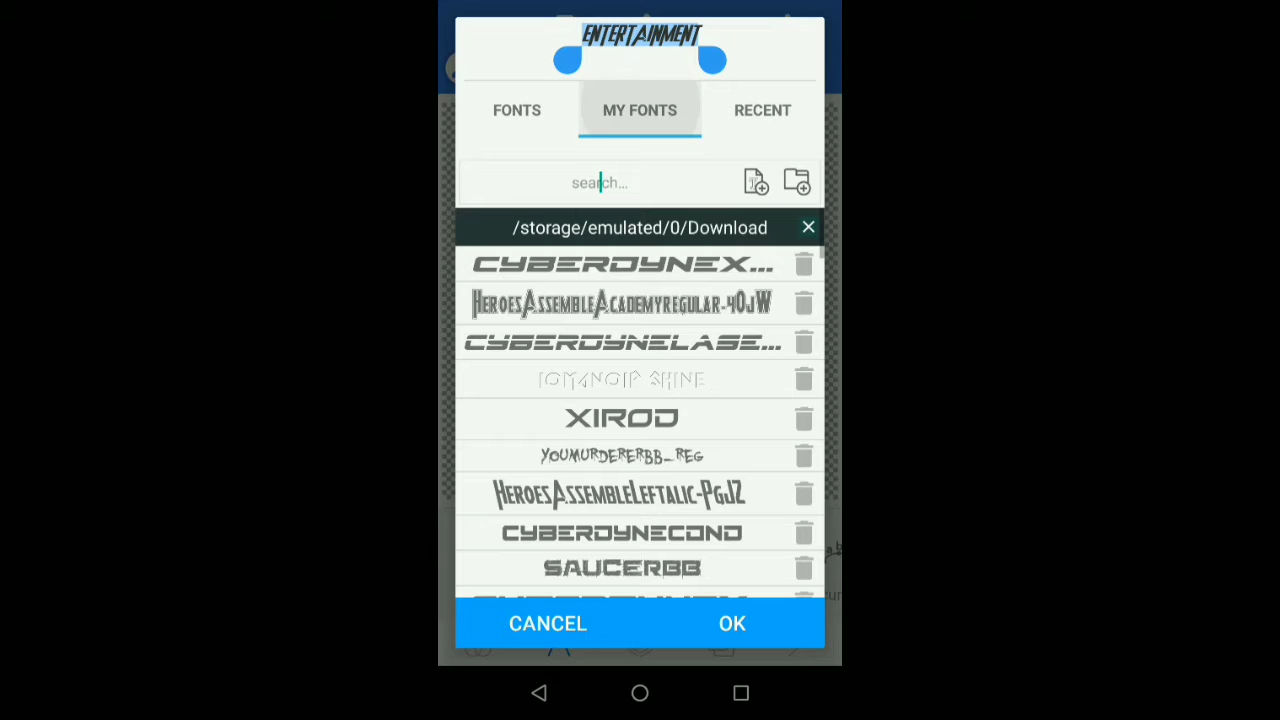 ENTERTAINMENT
FONTS MY FONTS RECENT
search...
/storage/emulated/0/Download
CYBERDYNEX...
HEROESASSEMBLEACADEMYREGULAR-4OJW
CYBERDYNELASE...
XIROD
YOUMURDERERBB_REG
HEROESASSEMBLELEFTALIC-PGJ2
CYBERDYNECOND
SAUCERBB
CANCEL OK